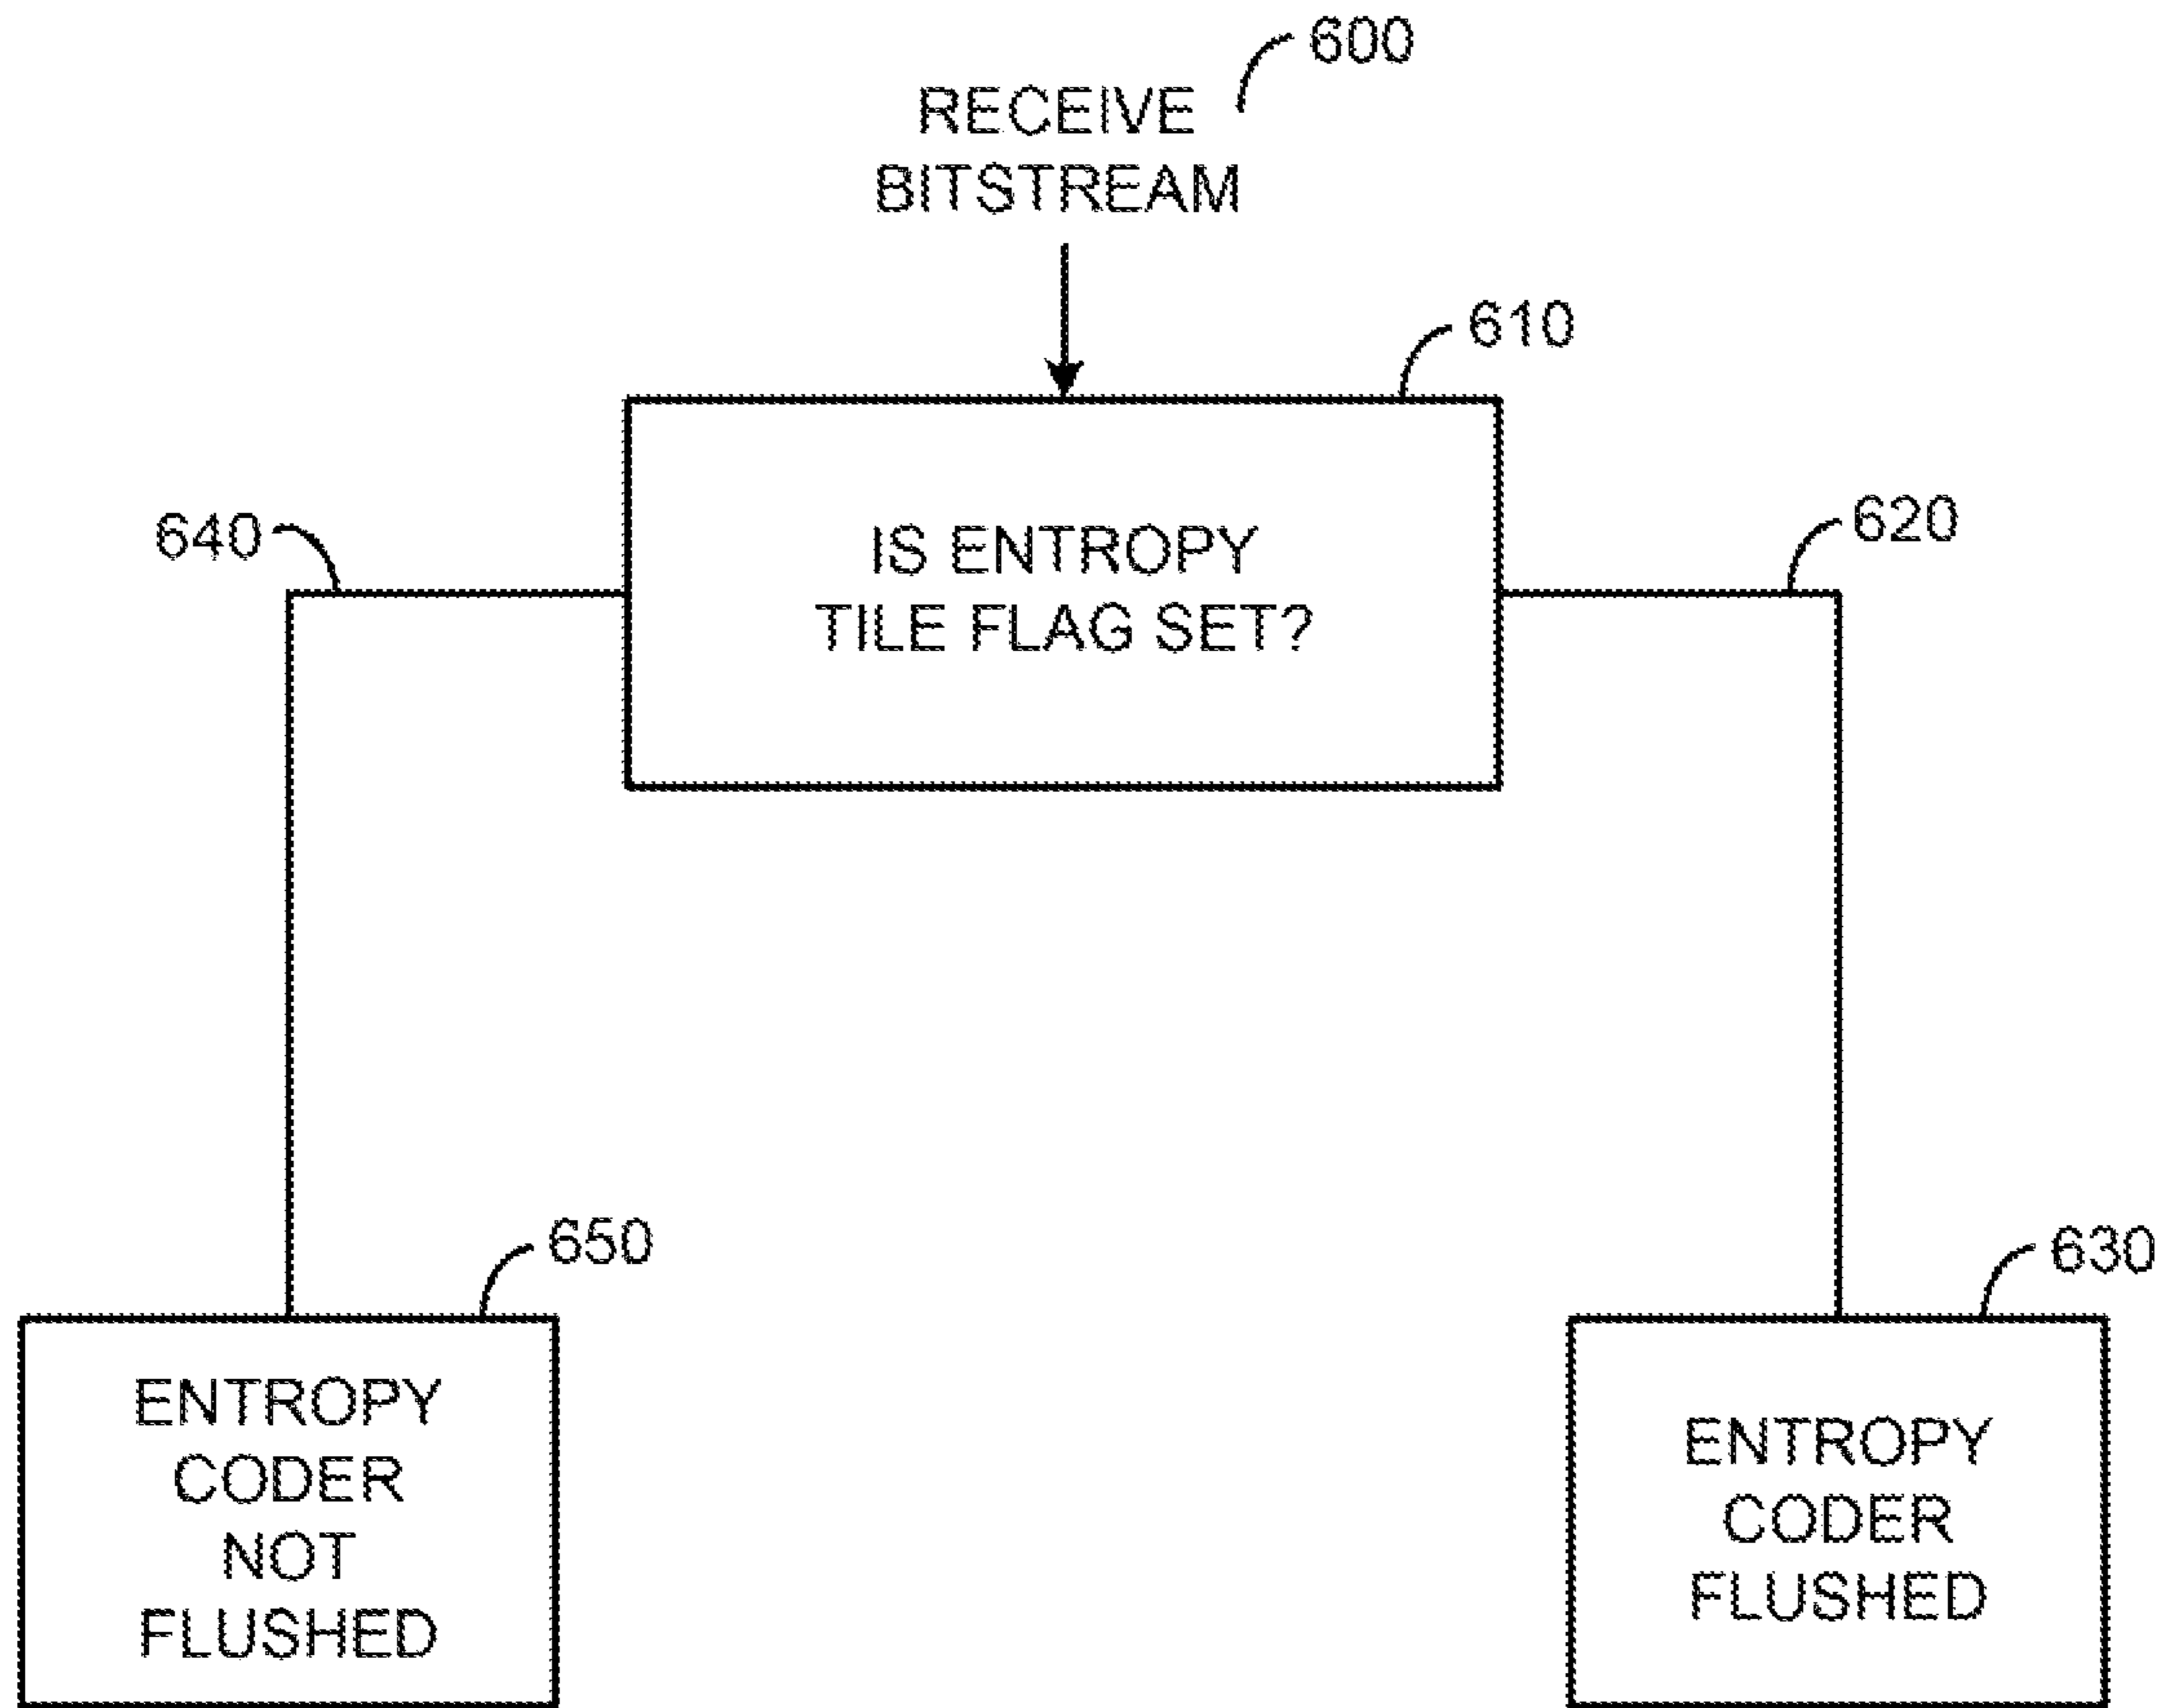 600
RECEIVE
BITSTREAM
610
IS ENTROPY
TILE FLAG SET?
640
620
650
ENTROPY
CODER
NOT
FLUSHED
630
ENTROPY
CODER
FLUSHED